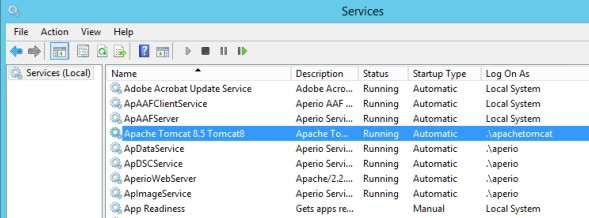 Services
File Action View Help
?
Services (Local)
Name Description Status Startup Type Log On As
Adobe Acrobat Update Service Adobe Acro... Running Automatic Local System
ApAAFClientService Aperio AAF ... Running Automatic Local System
ApAAFServer Aperio Servi... Running Automatic Local System
Apache Tomcat 8.5 Tomcat8 Apache To... Running Automatic .\apachetomcat
ApDataService Aperio Servi... Running Automatic .\aperio
ApDSCService Aperio Servi... Running Automatic .\aperio
AperioWebServer Apache/2.2.... Running Automatic .\aperio
ApImageService Aperio Servi... Running Automatic .\aperio
App Readiness Gets apps re... Manual Local System